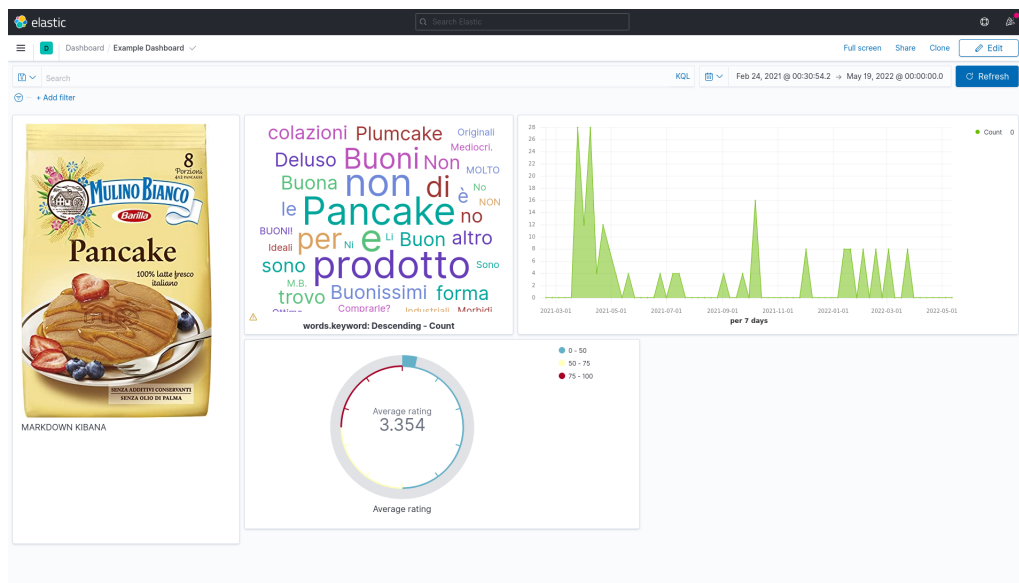 elastic
Search Elastic
D
Dashboard / Example Dashboard
Full screen
Share
Clone
Edit
Search
KQL
Feb 24, 2021 @ 00:30:54.2 → May 19, 2022 @ 00:00:00.0
Refresh
+ Add filter
8
Porzioni
MULINO BIANCO
Barilla
Pancake
100% latte fresco
italiano
SENZA ADDITIVI CONSERVANTI
SENZA OLIO DI PALMA
MARKDOWN KIBANA
colazioni Plumcake Originali
Mediocri.
Deluso Buoni Non MOLTO
Buona non di è No
NON
le Pancake no
BUONI! per Ni e LI Buon altro
Ideali
sono prodotto Sono
M.B.
trovo Buonissimi forma
Comprarle? Industriali Morbidi
Ottimo
words.keyword: Descending - Count
28
26
24
22
20
18
16
14
12
10
8
6
4
2
0
2021-03-01 2021-05-01 2021-07-01 2021-09-01 2021-11-01 2022-01-01 2022-03-01 2022-05-01
per 7 days
Count 0
Average rating
3.354
Average rating
0 - 50
50 - 75
75 - 100